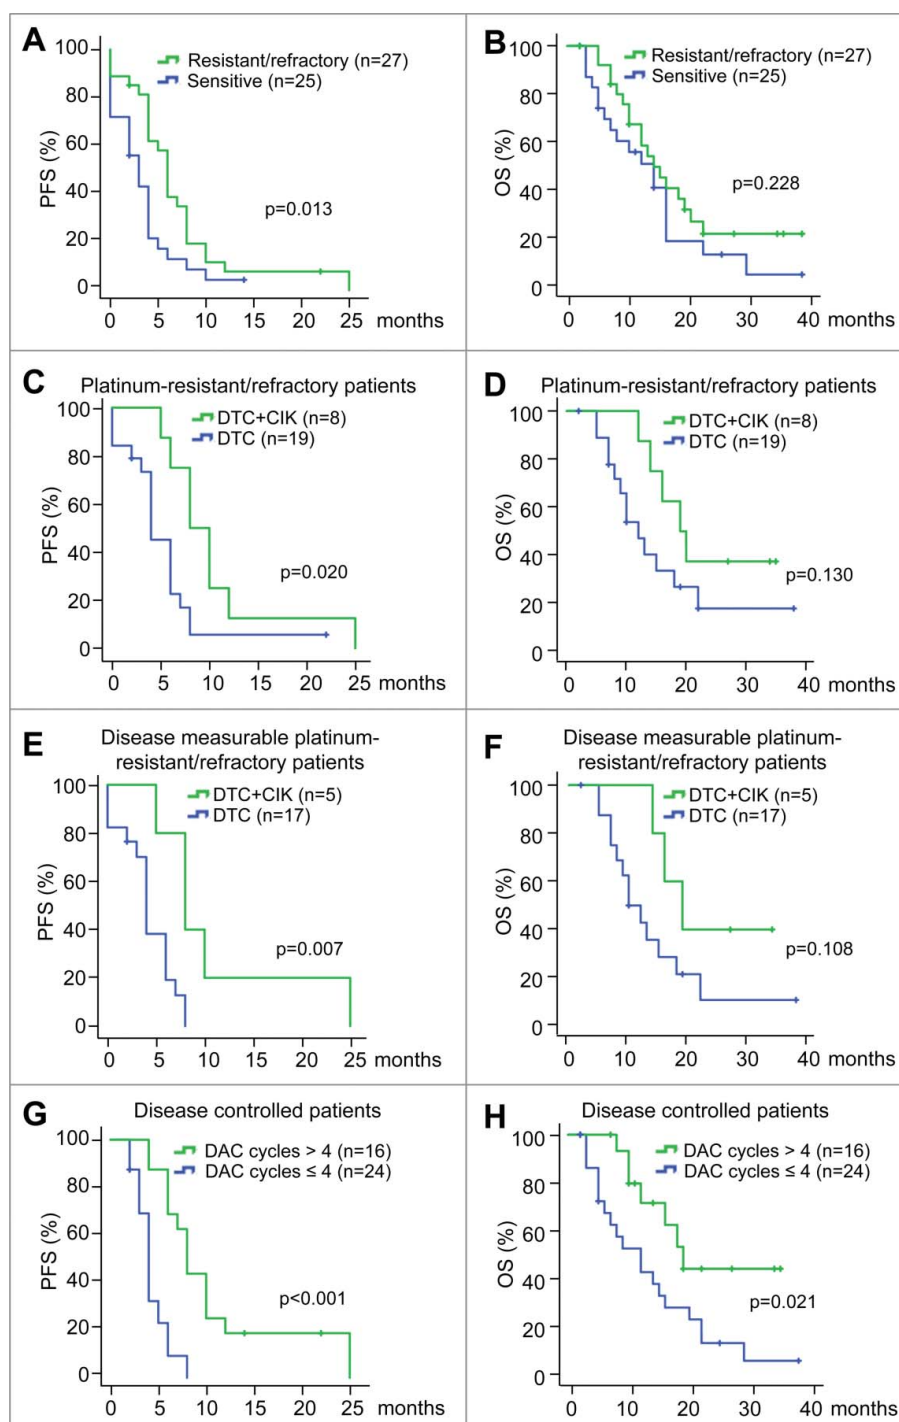 A
100
80
60
40
20
0
PFS (%)
Resistant/refractory (n=27)
Sensitive (n=25)
p=0.013
0 5 10 15 20 25 months
B
100
80
60
40
20
0
OS (%)
Resistant/refractory (n=27)
Sensitive (n=25)
p=0.228
0 10 20 30 40 months
C
Platinum-resistant/refractory patients
100
80
60
40
20
0
PFS (%)
DTC+CIK (n=8)
DTC (n=19)
p=0.020
0 5 10 15 20 25 months
D
Platinum-resistant/refractory patients
100
80
60
40
20
0
OS (%)
DTC+CIK (n=8)
DTC (n=19)
p=0.130
0 10 20 30 40 months
E
Disease measurable platinum-
resistant/refractory patients
100
80
60
40
20
0
PFS (%)
DTC+CIK (n=5)
DTC (n=17)
p=0.007
0 5 10 15 20 25 months
F
Disease measurable platinum-
resistant/refractory patients
100
80
60
40
20
0
OS (%)
DTC+CIK (n=5)
DTC (n=17)
p=0.108
0 10 20 30 40 months
G
Disease controlled patients
100
80
60
40
20
0
PFS (%)
DAC cycles > 4 (n=16)
DAC cycles ≤ 4 (n=24)
p<0.001
0 5 10 15 20 25 months
H
Disease controlled patients
100
80
60
40
20
0
OS (%)
DAC cycles > 4 (n=16)
DAC cycles ≤ 4 (n=24)
p=0.021
0 10 20 30 40 months